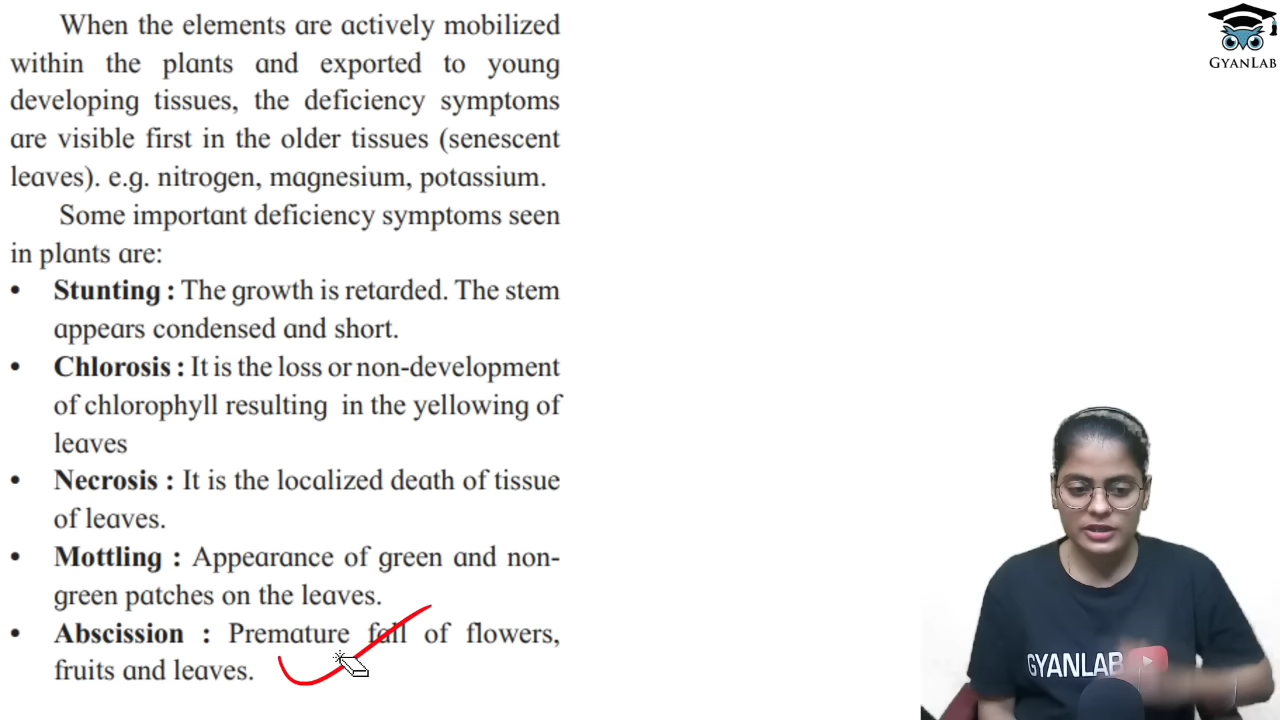 When the elements are actively mobilized
within the plants and exported to young
developing tissues, the deficiency symptoms
are visible first in the older tissues (senescent
leaves). e.g. nitrogen, magnesium, potassium.
Some important deficiency symptoms seen
in plants are:
• Stunting : The growth is retarded. The stem
appears condensed and short.
• Chlorosis : It is the loss or non-development
of chlorophyll resulting in the yellowing of
leaves
• Necrosis : It is the localized death of tissue
of leaves.
• Mottling : Appearance of green and non-
green patches on the leaves.
• Abscission : Premature fall of flowers,
fruits and leaves.
GYANLAB
GYANLAB